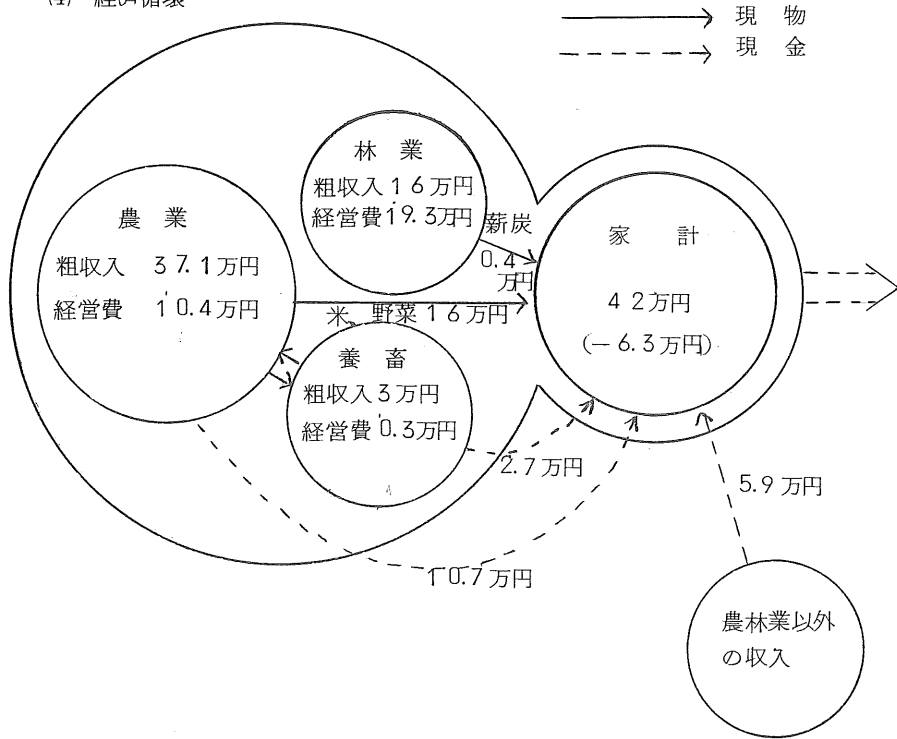 (4) 経済循環
現物
現金
林業
粗収入16万円
経営費19.3万円
農業
粗収入 37.1万円
経営費 10.4万円
薪炭
0.4
万円
米 野菜16万円
家計
42万円
(-6.3万円)
養畜
粗収入3万円
経営費0.3万円
2.7万円
10.7万円
5.9万円
農林業以外
の収入